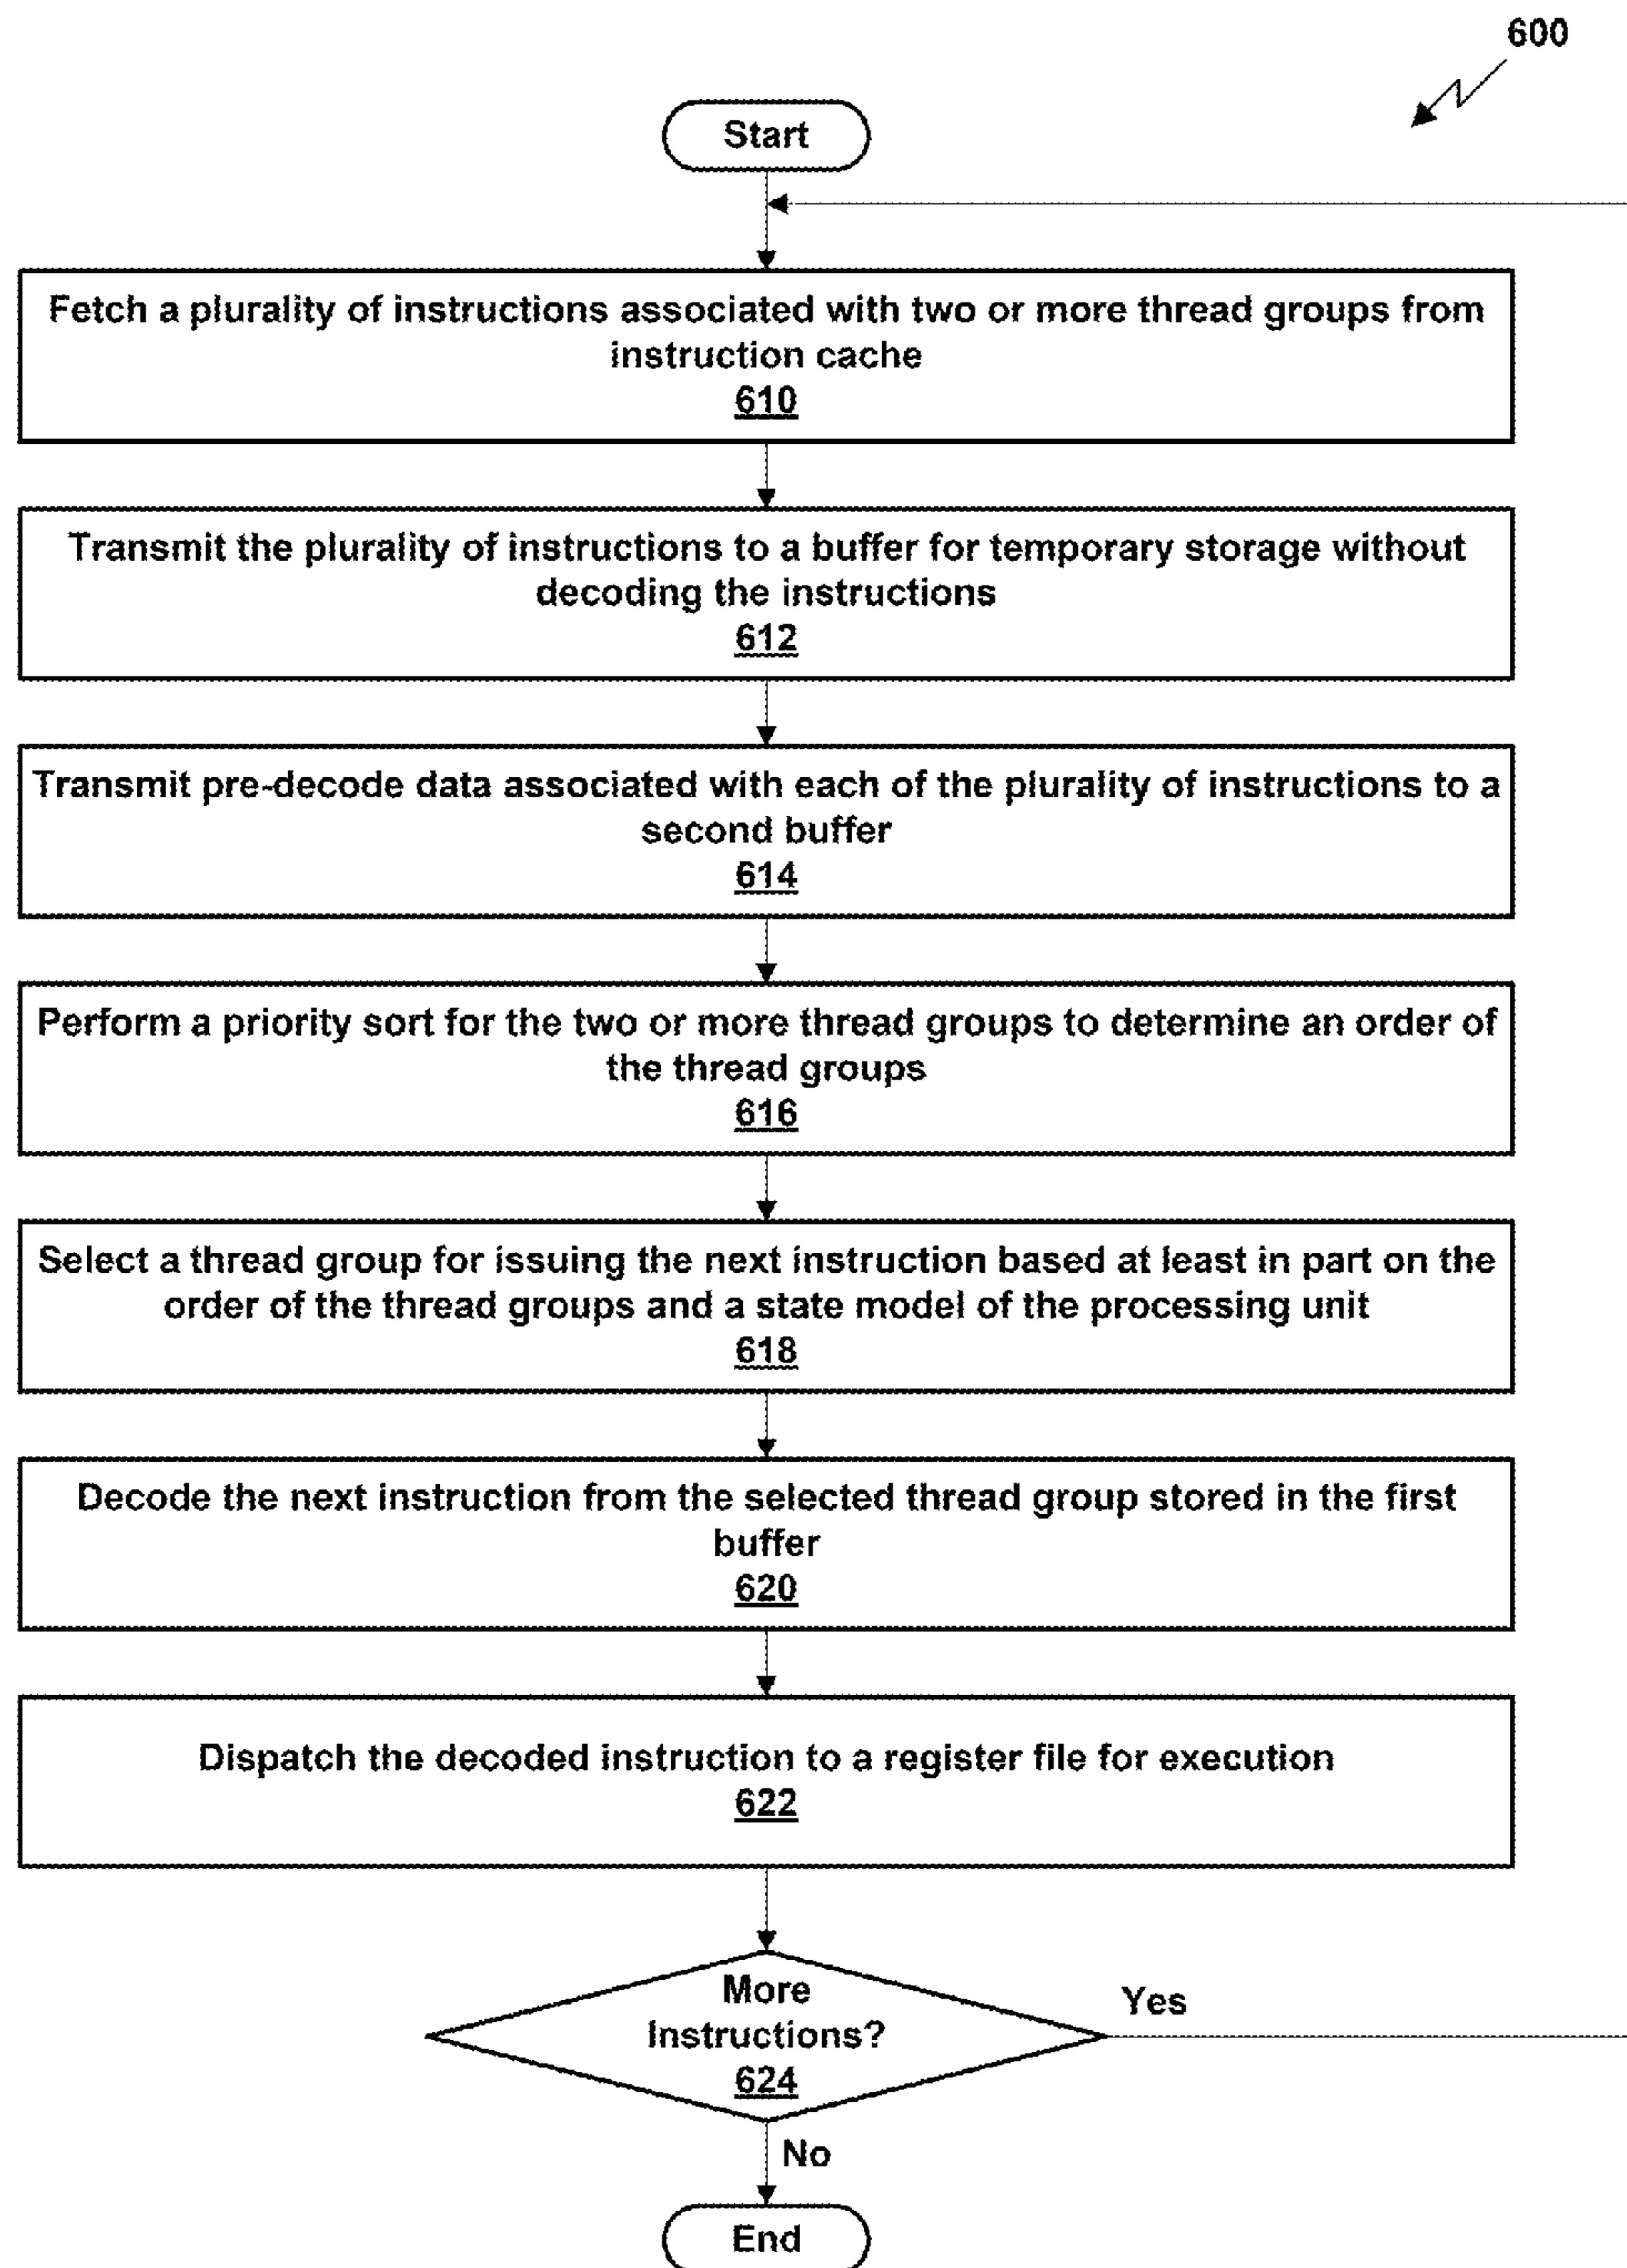 600
Start
Fetch a plurality of instructions associated with two or more thread groups from
instruction cache
610
Transmit the plurality of instructions to a buffer for temporary storage without
decoding the instructions
612
Transmit pre-decode data associated with each of the plurality of instructions to a
second buffer
614
Perform a priority sort for the two or more thread groups to determine an order of
the thread groups
616
Select a thread group for issuing the next instruction based at least in part on the
order of the thread groups and a state model of the processing unit
618
Decode the next instruction from the selected thread group stored in the first
buffer
620
Dispatch the decoded instruction to a register file for execution
622
More
Instructions?
624
Yes
No
End